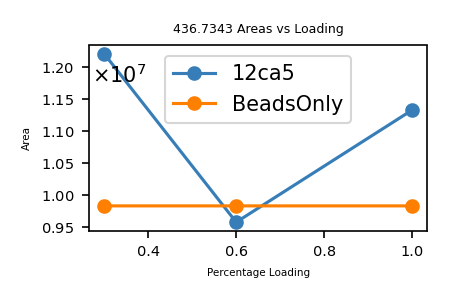 436.7343 Areas vs Loading
×10⁷
12ca5
BeadsOnly
1.20
1.15
1.10
1.05
1.00
0.95
Area
0.4
0.6
0.8
1.0
Percentage Loading